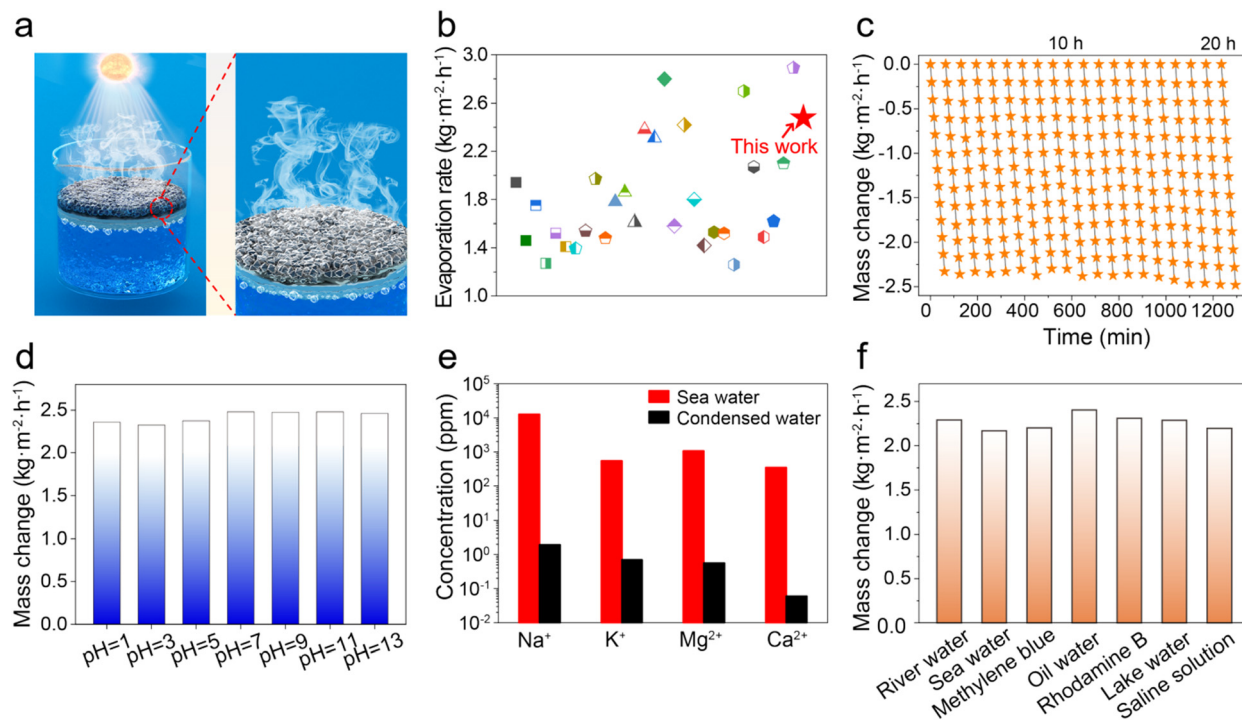 a
b
Evaporation rate (kg·m⁻²·h⁻¹)
3.0
2.6
2.2
1.8
1.4
1.0
This work
c
10 h
20 h
Mass change (kg·m⁻²·h⁻¹)
0.0
-0.5
-1.0
-1.5
-2.0
-2.5
0 200 400 600 800 1000 1200
Time (min)
d
Mass change (kg·m⁻²·h⁻¹)
2.5
2.0
1.5
1.0
0.5
0.0
pH=1 pH=3 pH=5 pH=7 pH=9 pH=11 pH=13
e
Concentration (ppm)
10⁵
10⁴
10³
10²
10¹
10⁰
10⁻¹
10⁻²
Sea water
Condensed water
Na⁺ K⁺ Mg²⁺ Ca²⁺
f
Mass change (kg·m⁻²·h⁻¹)
2.5
2.0
1.5
1.0
0.5
0.0
River water
Sea water
Methylene blue
Oil water
Rhodamine B
Lake water
Saline solution